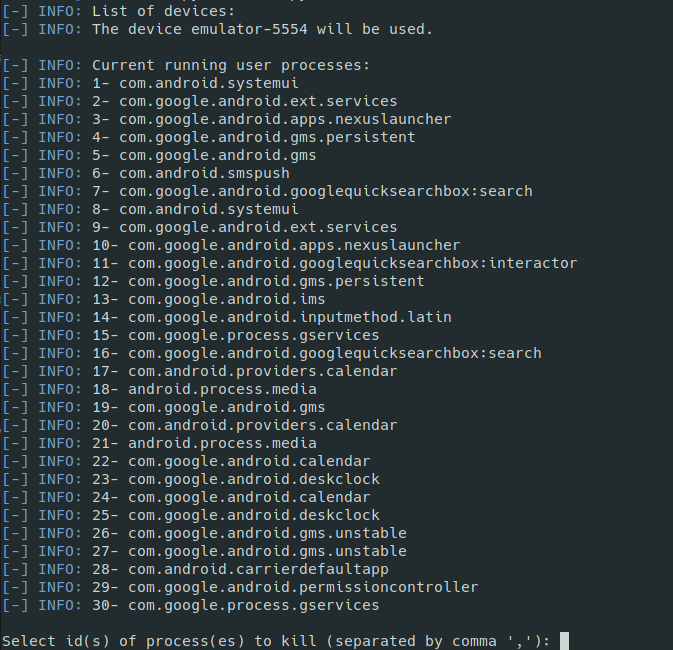 [-] INFO: List of devices:
[-] INFO: The device emulator-5554 will be used.
[-] INFO: Current running user processes:
[-] INFO: 1- com.android.systemui
[-] INFO: 2- com.google.android.ext.services
[-] INFO: 3- com.google.android.apps.nexuslauncher
[-] INFO: 4- com.google.android.gms.persistent
[-] INFO: 5- com.google.android.gms
[-] INFO: 6- com.android.smspush
[-] INFO: 7- com.google.android.googlequicksearchbox:search
[-] INFO: 8- com.android.systemui
[-] INFO: 9- com.google.android.ext.services
[-] INFO: 10- com.google.android.apps.nexuslauncher
[-] INFO: 11- com.google.android.googlequicksearchbox:interactor
[-] INFO: 12- com.google.android.gms.persistent
[-] INFO: 13- com.google.android.ims
[-] INFO: 14- com.google.android.inputmethod.latin
[-] INFO: 15- com.google.process.gservices
[-] INFO: 16- com.google.android.googlequicksearchbox:search
[-] INFO: 17- com.android.providers.calendar
[-] INFO: 18- android.process.media
[-] INFO: 19- com.google.android.gms
[-] INFO: 20- com.android.providers.calendar
[-] INFO: 21- android.process.media
[-] INFO: 22- com.google.android.calendar
[-] INFO: 23- com.google.android.deskclock
[-] INFO: 24- com.google.android.calendar
[-] INFO: 25- com.google.android.deskclock
[-] INFO: 26- com.google.android.gms.unstable
[-] INFO: 27- com.google.android.gms.unstable
[-] INFO: 28- com.android.carrierdefaultapp
[-] INFO: 29- com.google.android.permissioncontroller
[-] INFO: 30- com.google.process.gservices
Select id(s) of process(es) to kill (separated by comma ','):